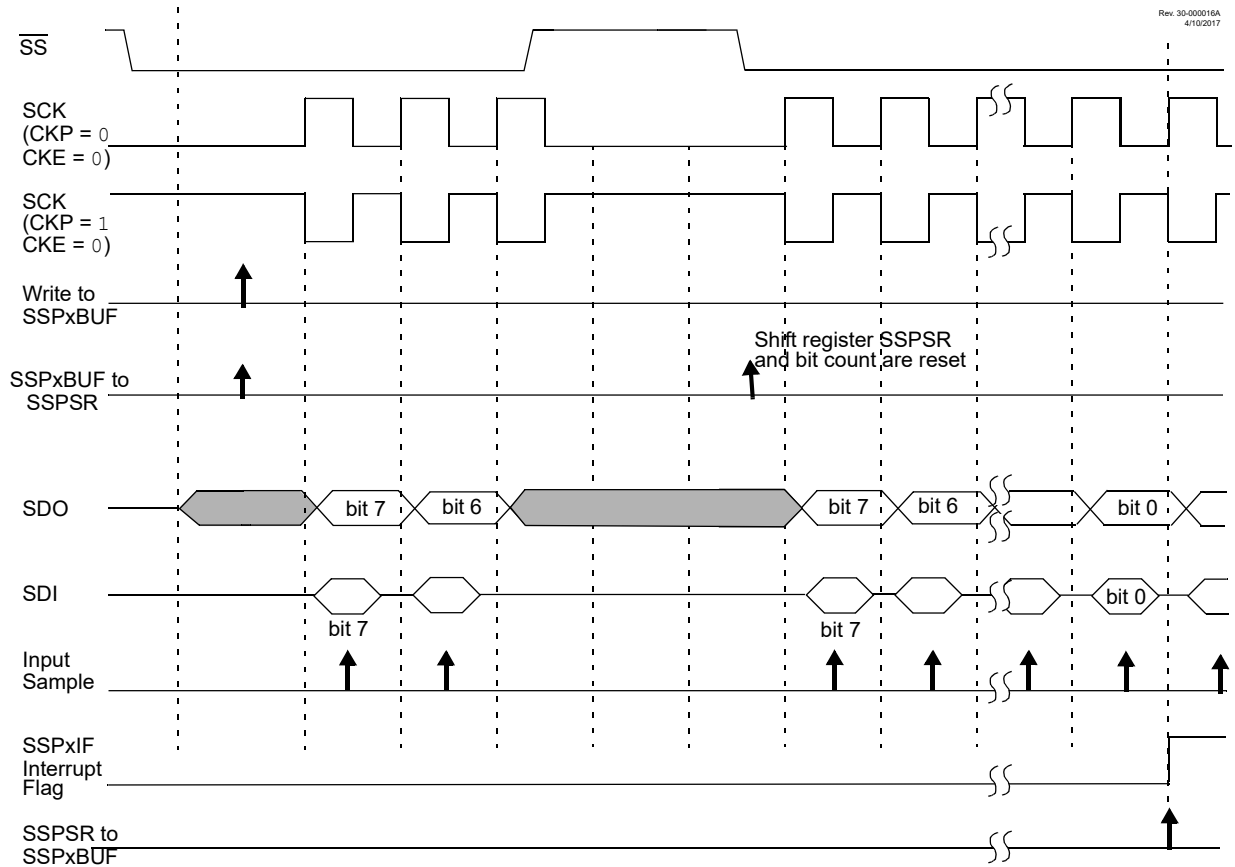 Rev. 30-000016A
4/10/2017
SS
SCK
(CKP = 0
CKE = 0)
SCK
(CKP = 1
CKE = 0)
Write to
SSPxBUF
Shift register SSPSR
and bit count are reset
SSPxBUF to
SSPSR
SDO
bit 7
bit 6
bit 7
bit 6
bit 0
SDI
bit 0
bit 7
bit 7
Input
Sample
SSPxIF
Interrupt
Flag
SSPSR to
SSPxBUF